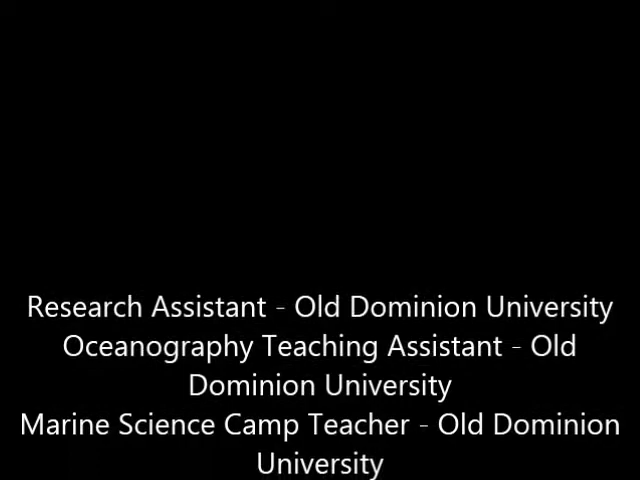 Research Assistant - Old Dominion University
Oceanography Teaching Assistant - Old
Dominion University
Marine Science Camp Teacher - Old Dominion
University